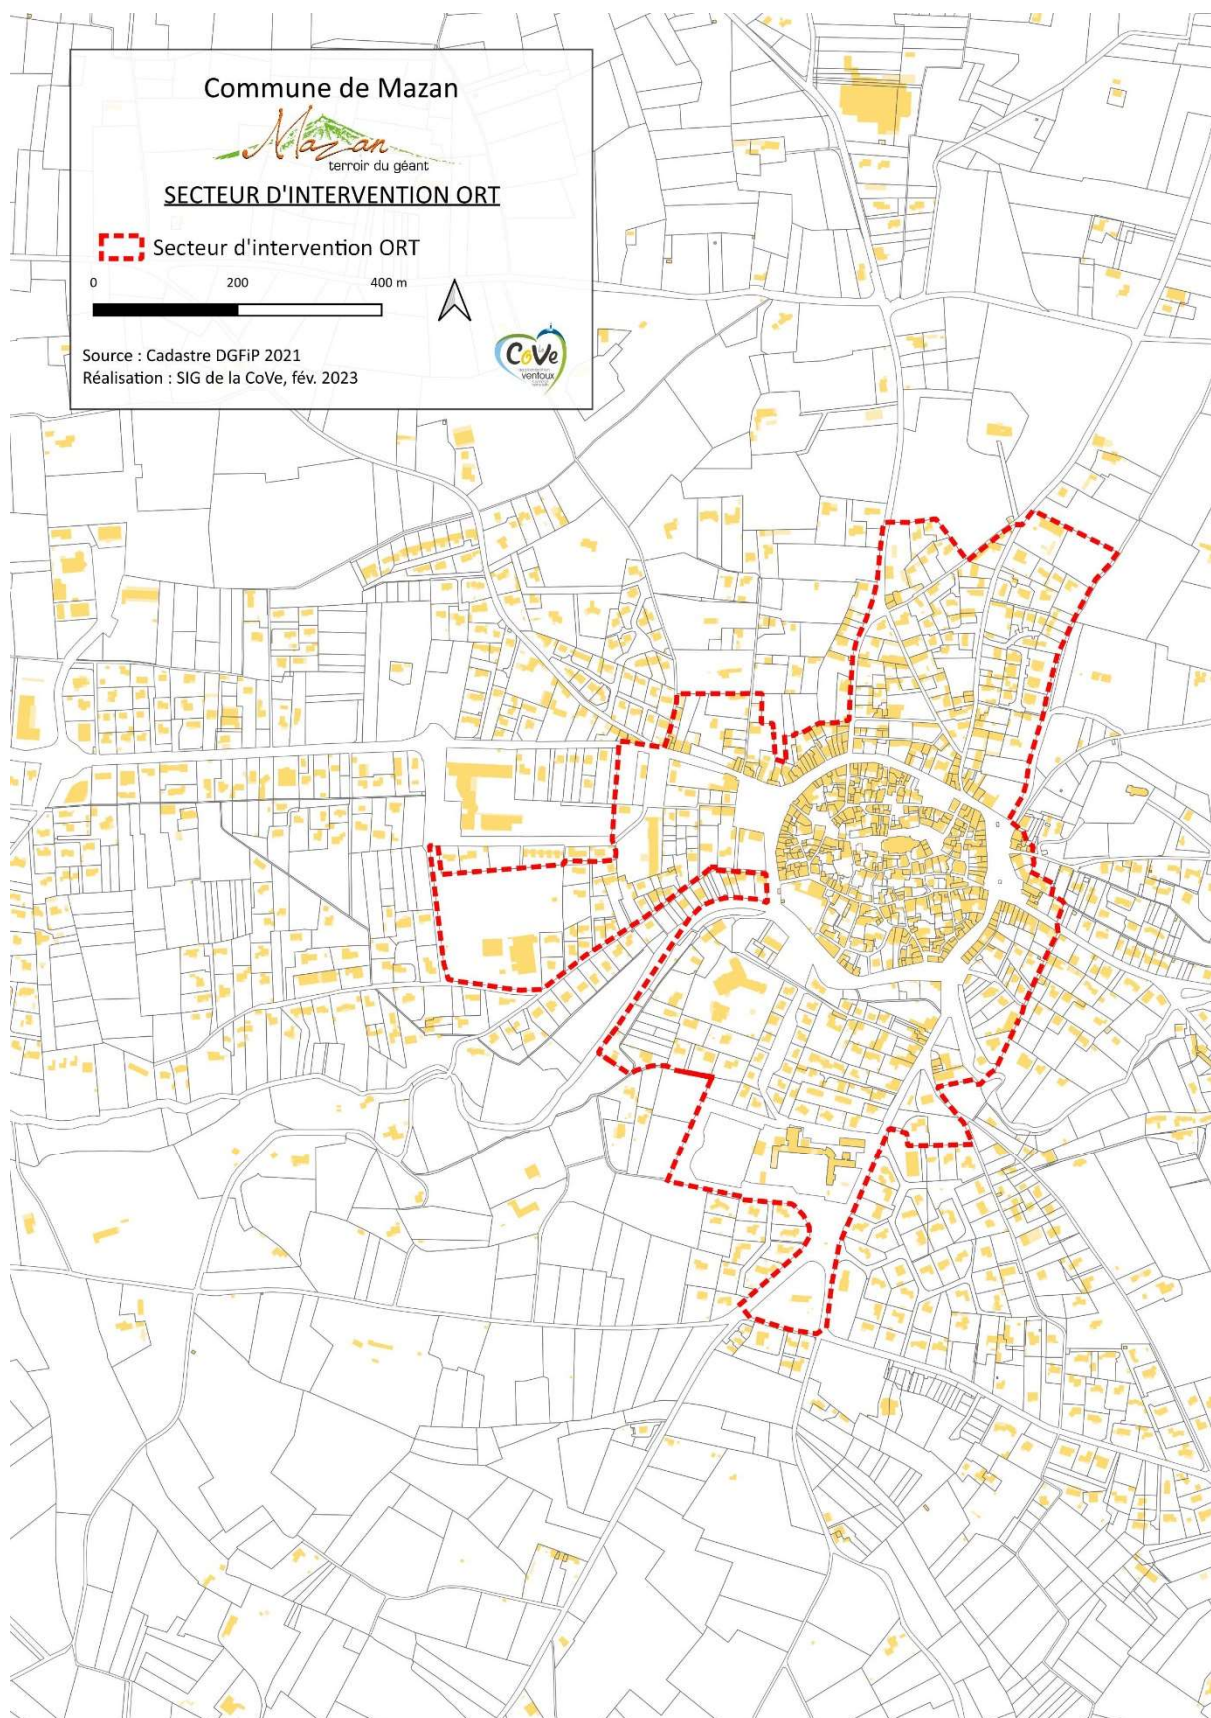 Commune de Mazan
Mazan
terroir du géant
SECTEUR D'INTERVENTION ORT
Secteur d'intervention ORT
0 200 400 m
Source : Cadastre DGFiP 2021
Réalisation : SIG de la CoVe, fév. 2023
CoVe
ventoux